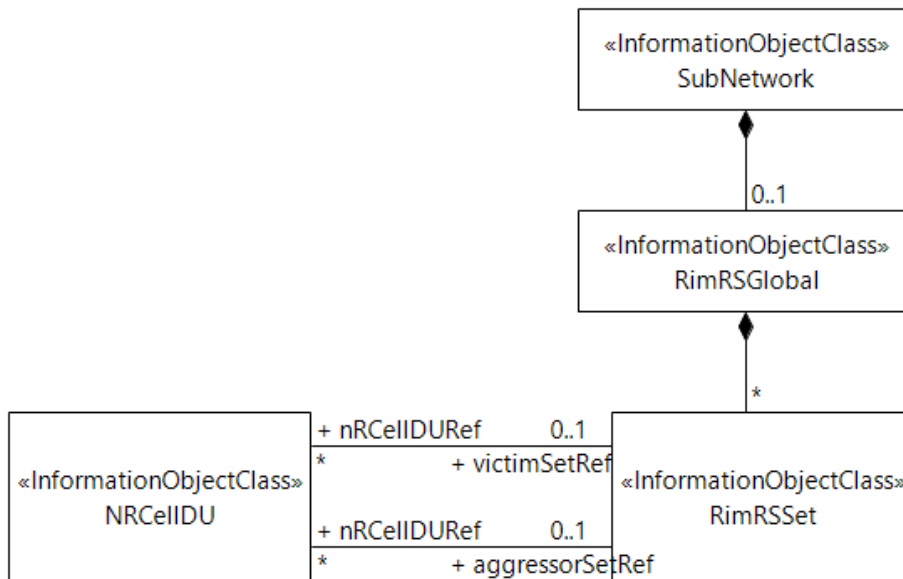 «InformationObjectClass»
SubNetwork
0..1
«InformationObjectClass»
RimRSGlobal
*
+ nRCellDURef 0..1
* + victimSetRef
«InformationObjectClass»
NRCellDU
«InformationObjectClass»
RimRSSet
+ nRCellDURef 0..1
* + aggressorSetRef